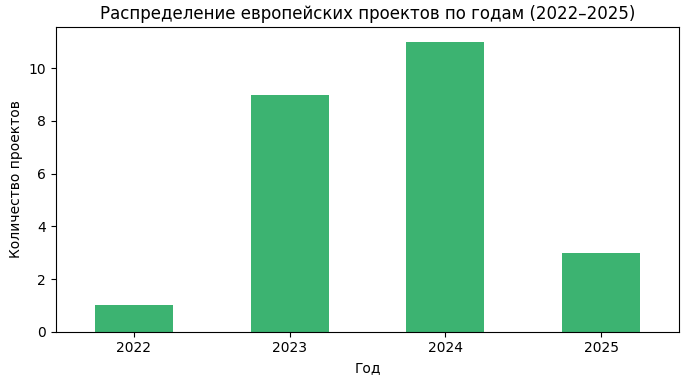 Распределение европейских проектов по годам (2022–2025)
Количество проектов
10
8
6
4
2
0
2022 2023 2024 2025
Год